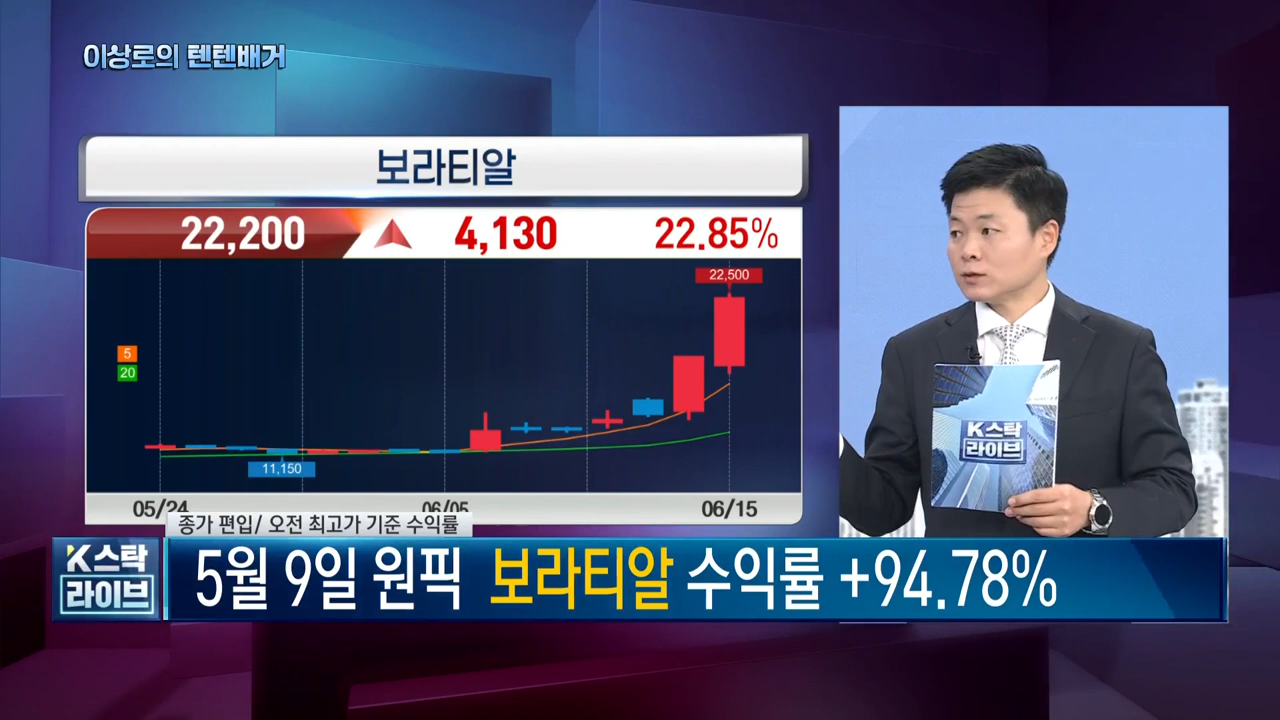 이상로의 텐텐배거
보라티알
22,200 4,130 22.85%
22,500
5
20
11,150
05/24 06/05 06/15
K스탁
라이브
종가 편입/ 오전 최고가 기준 수익률
K스탁
라이브
5월 9일 원픽 보라티알 수익률 +94.78%